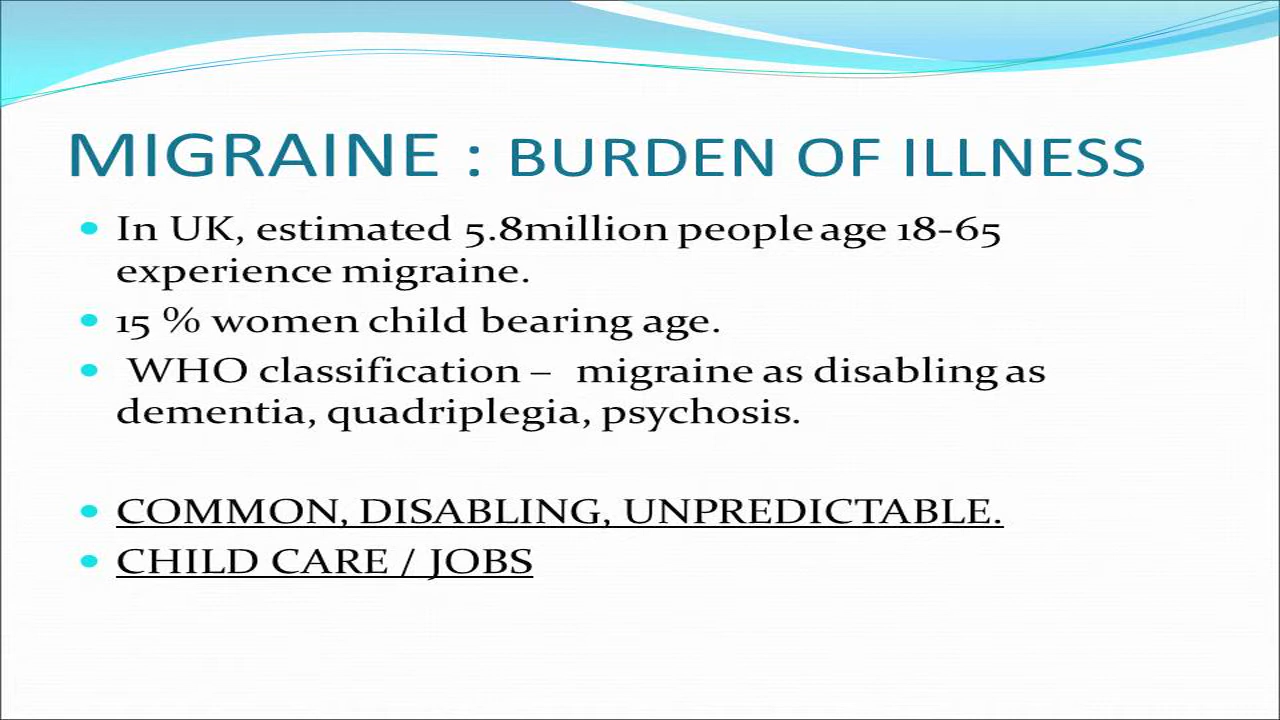 MIGRAINE : BURDEN OF ILLNESS
• In UK, estimated 5.8million people age 18-65
experience migraine.
• 15 % women child bearing age.
• WHO classification – migraine as disabling as
dementia, quadriplegia, psychosis.
• COMMON, DISABLING, UNPREDICTABLE.
• CHILD CARE / JOBS